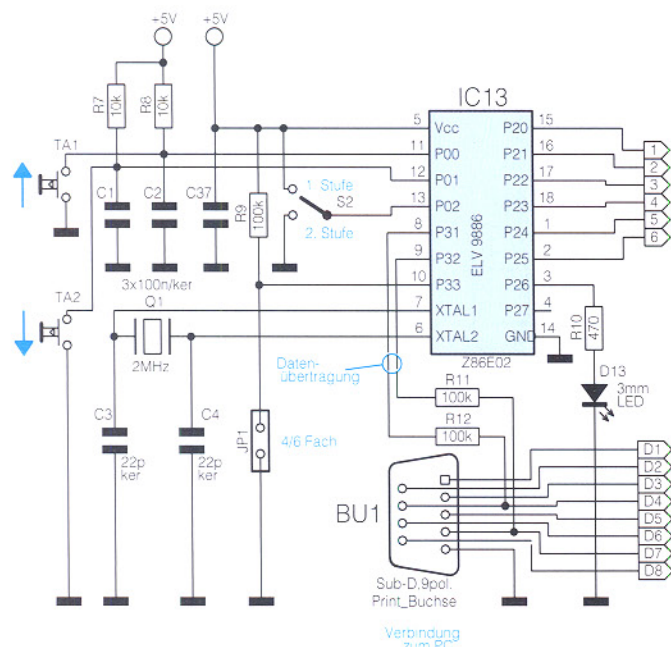 +5V
+5V
R7
10k
R8
10k
IC13
TA1
5
Vcc
P20
15
1
11
P00
P21
16
2
12
P01
P22
17
3
13
P02
P23
18
4
8
P31
P24
1
5
9
P32
P25
2
6
10
P33
P26
3
7
XTAL1
P27
4
6
XTAL2
GND
14
ELV 9886
Z86E02
C1
C2
C37
3x100n/ker
R9
100k
1. Stufe
S2
2. Stufe
TA2
Q1
2MHz
R10
470
D13
3mm
LED
Daten-
übertragung
R11
100k
R12
100k
C3
22p
ker
C4
22p
ker
JP1
4/6 Fach
BU1
Sub-D,9pol.
Print_Buchse
D1
D2
D3
D4
D5
D6
D7
D8
Verbindung
zum PC